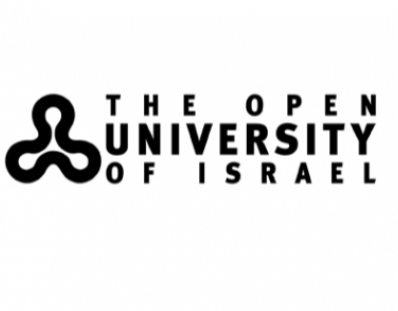 THE OPEN
UNIVERSITY
OF ISRAEL